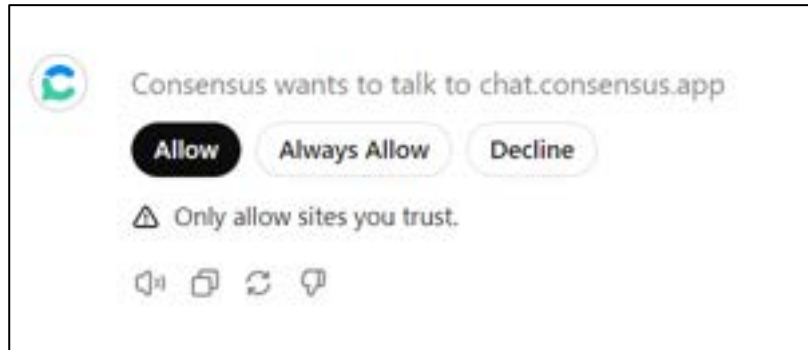 Consensus wants to talk to chat.consensus.app
Allow Always Allow Decline
Only allow sites you trust.